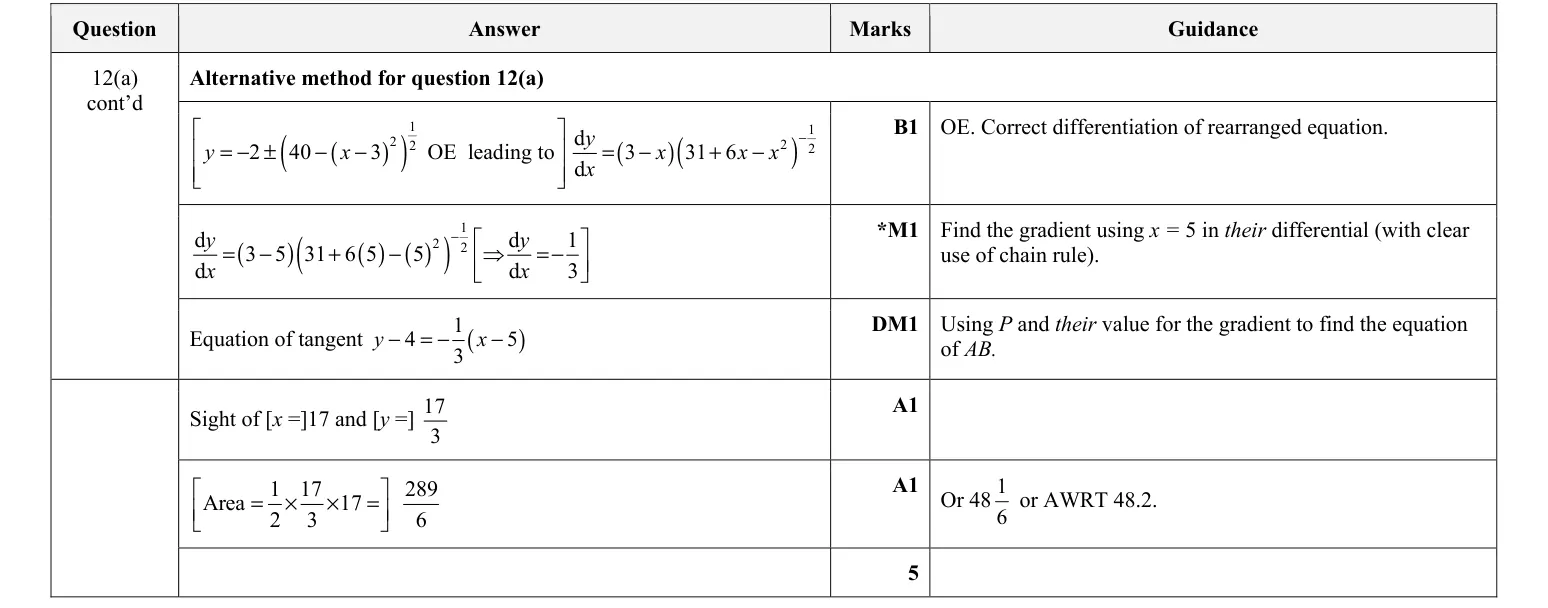 Question Answer Marks Guidance
12(a) cont’d
Alternative method for question 12(a)
[y = −2 ± (40 − (x − 3)²)^(1/2) OE leading to] dy/dx = (3 − x)(31 + 6x − x²)^(−1/2) B1 OE. Correct differentiation of rearranged equation.
dy/dx = (3 − 5)(31 + 6(5) − (5)²)^(−1/2) [⇒ dy/dx = −1/3] *M1 Find the gradient using x = 5 in their differential (with clear
use of chain rule).
Equation of tangent y − 4 = −1/3(x − 5) DM1 Using P and their value for the gradient to find the equation
of AB.
Sight of [x =]17 and [y =] 17/3 A1
[Area = 1/2 × 17/3 × 17 =] 289/6 A1 Or 48 1/6 or AWRT 48.2.
5